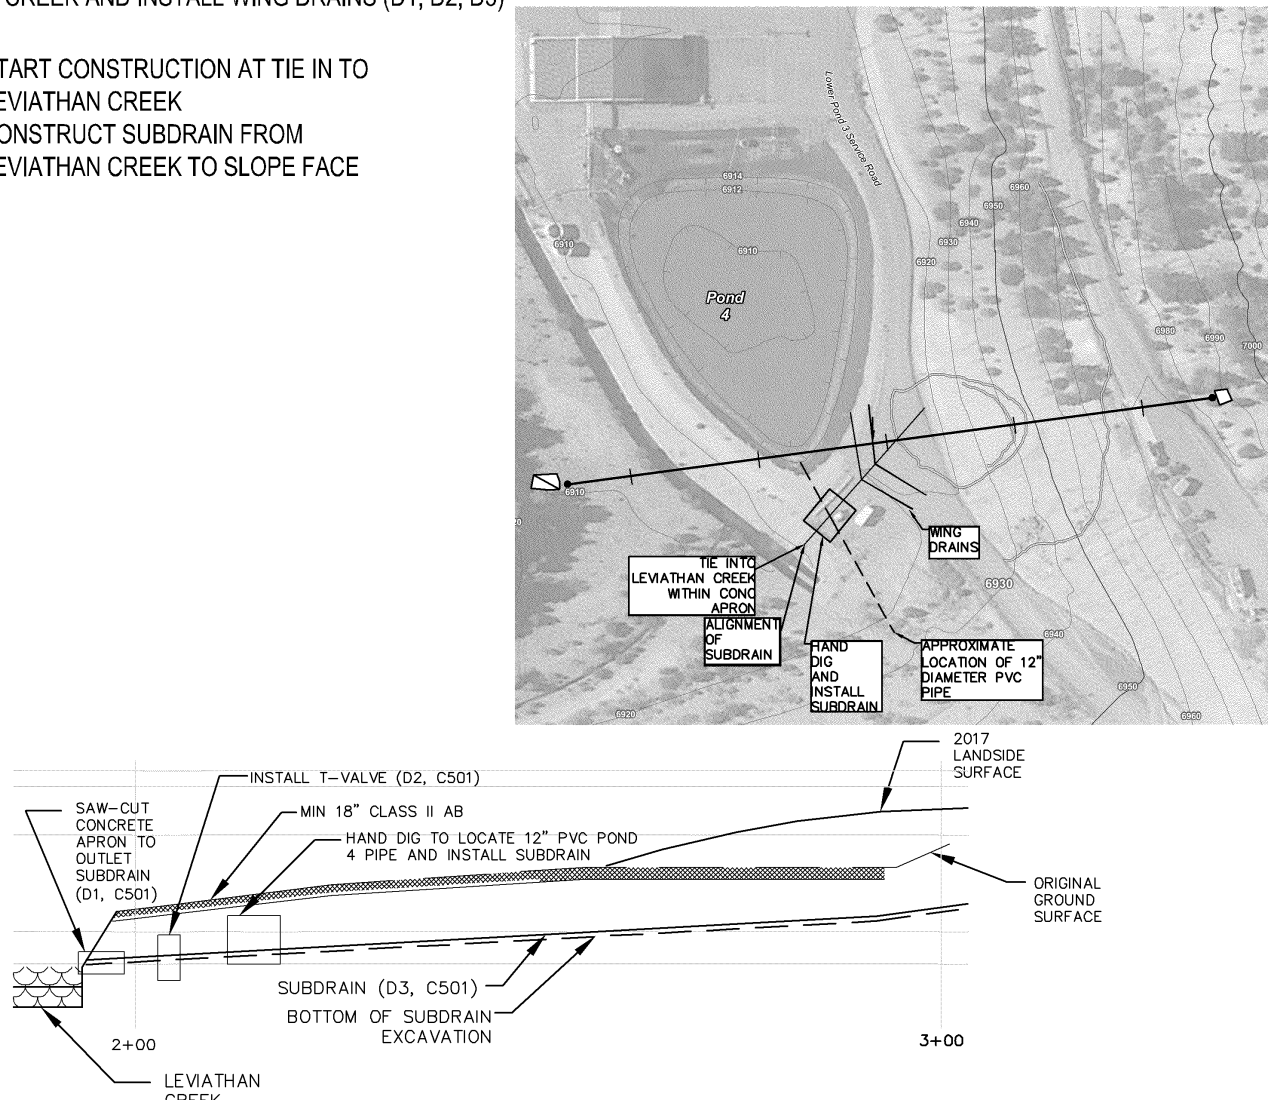 CREEK AND INSTALL WING DRAINS (D1, D2, D3)
TART CONSTRUCTION AT TIE IN TO
EVIATHAN CREEK
ONSTRUCT SUBDRAIN FROM
EVIATHAN CREEK TO SLOPE FACE
Lower Pond 3 Service Road
6914
6912
6910
6910
Pond
4
6960
6950
6940
6930
6920
6980
6990
7000
6910
20
WING
DRAINS
TIE INTO
LEVIATHAN CREEK
WITHIN CONC
APRON
ALIGNMENT
OF
SUBDRAIN
HAND
DIG
AND
INSTALL
SUBDRAIN
APPROXIMATE
LOCATION OF 12"
DIAMETER PVC
PIPE
6930
6940
6950
6960
6920
2017
LANDSIDE
SURFACE
INSTALL T-VALVE (D2, C501)
SAW-CUT
CONCRETE
APRON TO
OUTLET
SUBDRAIN
(D1, C501)
MIN 18" CLASS II AB
HAND DIG TO LOCATE 12" PVC POND
4 PIPE AND INSTALL SUBDRAIN
ORIGINAL
GROUND
SURFACE
SUBDRAIN (D3, C501)
BOTTOM OF SUBDRAIN
EXCAVATION
2+00
3+00
LEVIATHAN
CREEK